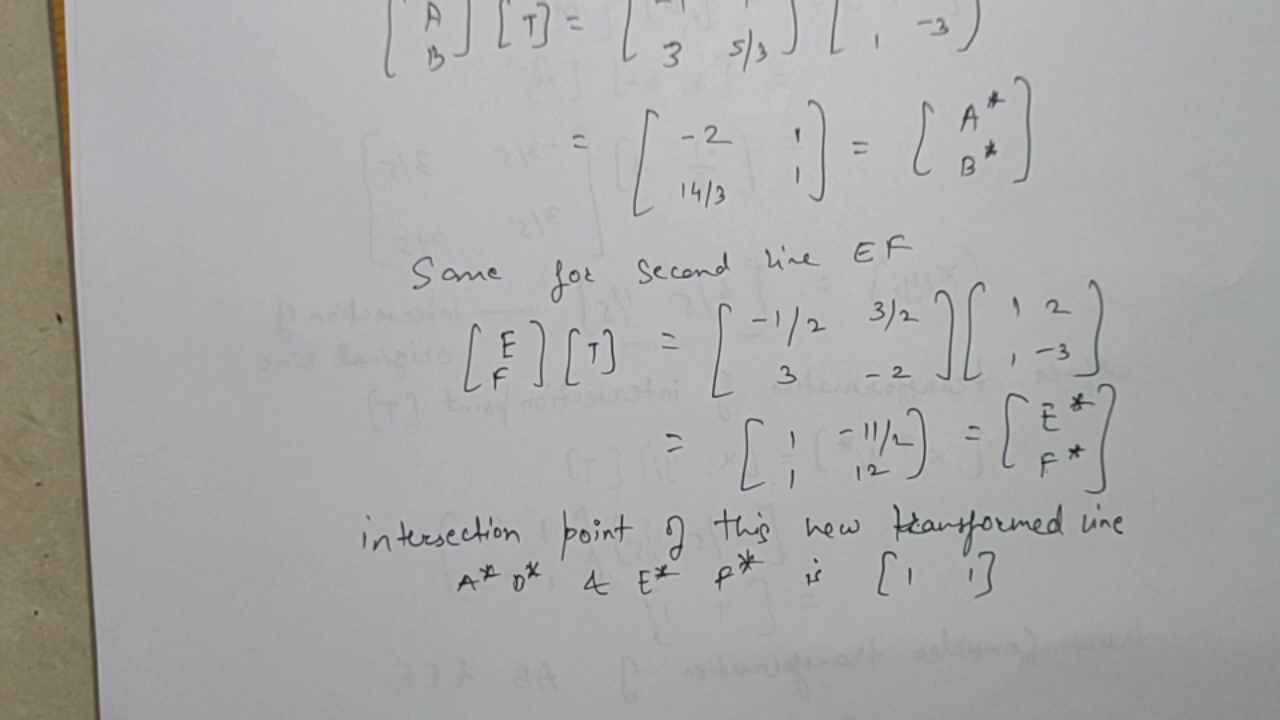 [A B] [T] = [-1 1 3 5/3] [1, -3]
= [-2 1 14/3 1] = [A* B*]
Same for second line EF
[E F] [T] = [-1/2 3/2 3 -2] [1 2 1 -3]
= [1 -11/2 1 12] = [E* F*]
intersection point of this new transformed line
A* D* & E* F* is [1 1]